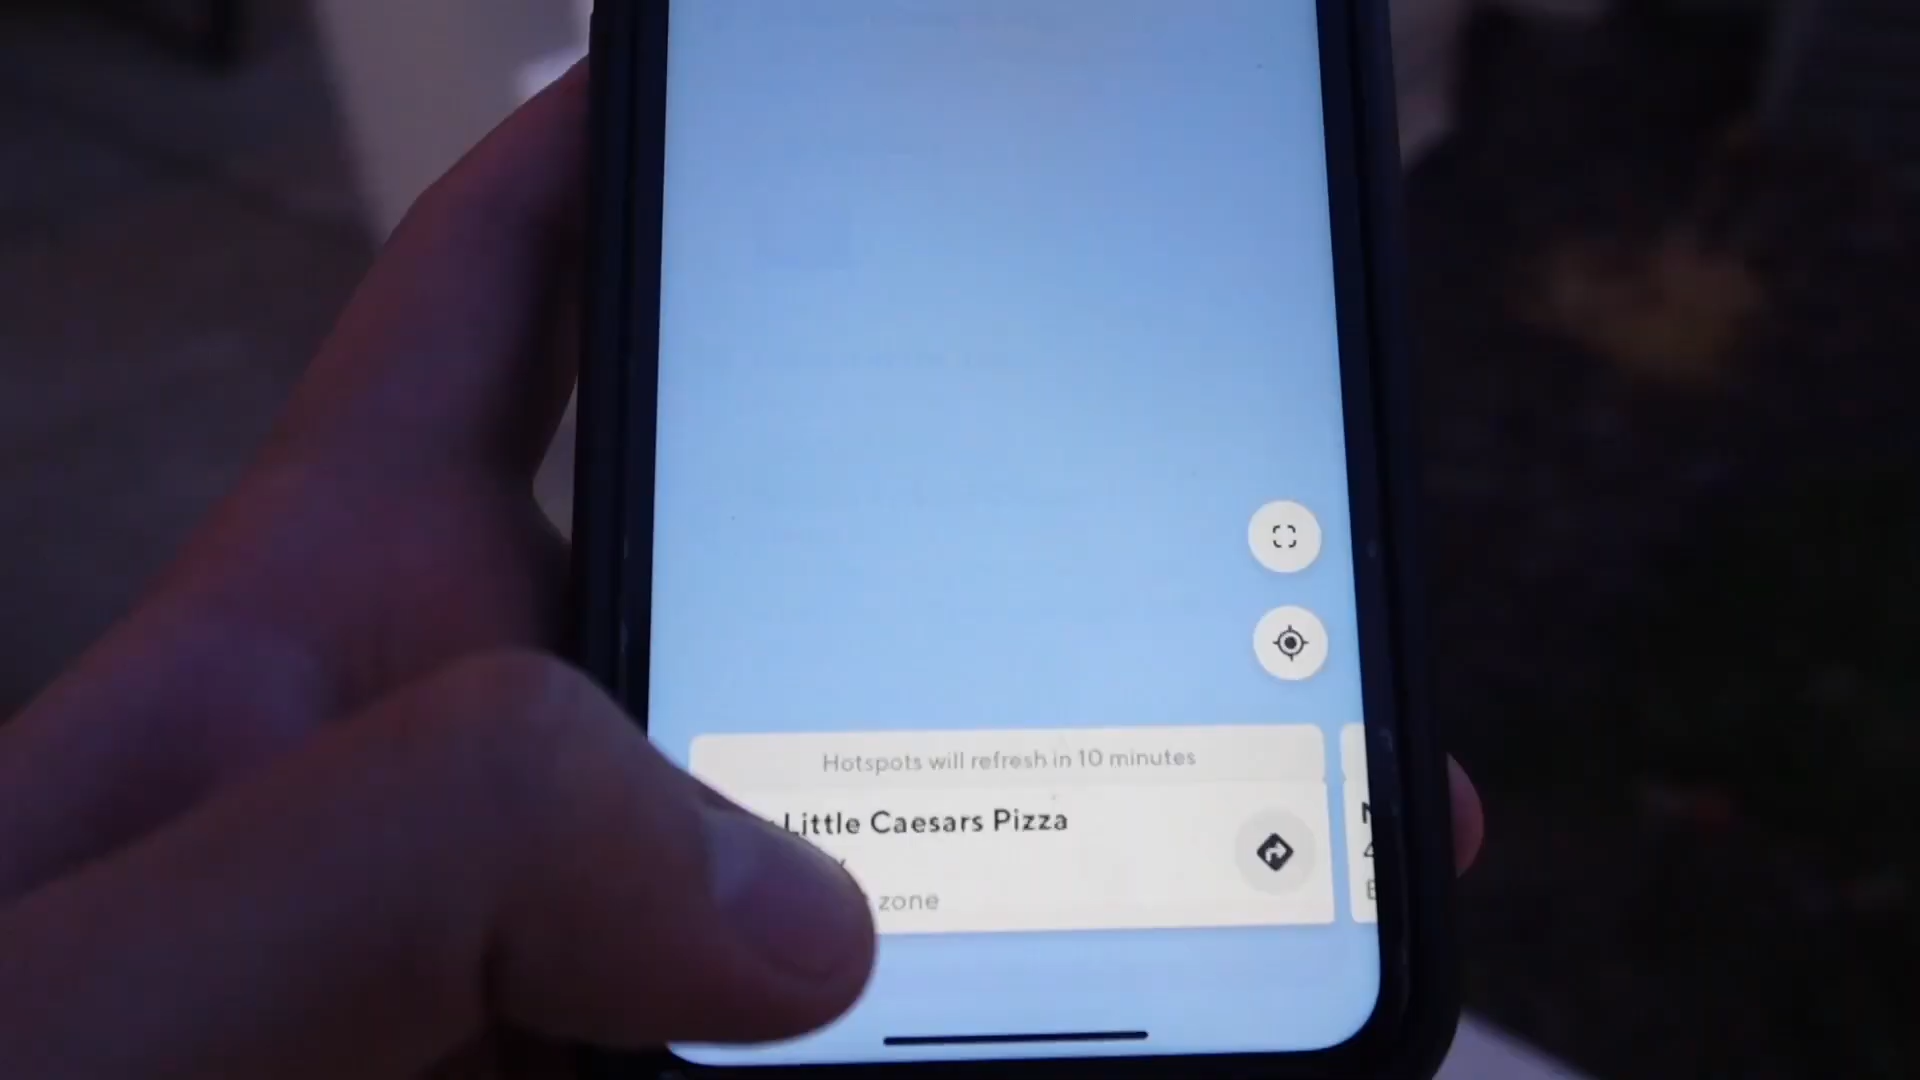 Hotspots will refresh in 10 minutes
Little Caesars Pizza
zone